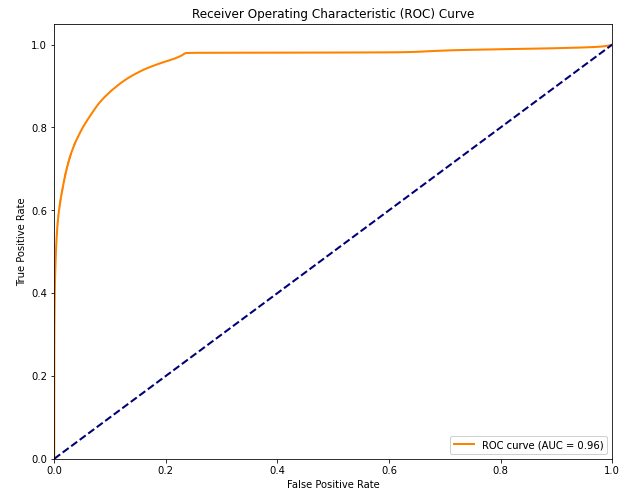 Receiver Operating Characteristic (ROC) Curve
1.0
0.8
0.6
0.4
0.2
0.0
True Positive Rate
0.0 0.2 0.4 0.6 0.8 1.0
False Positive Rate
ROC curve (AUC = 0.96)